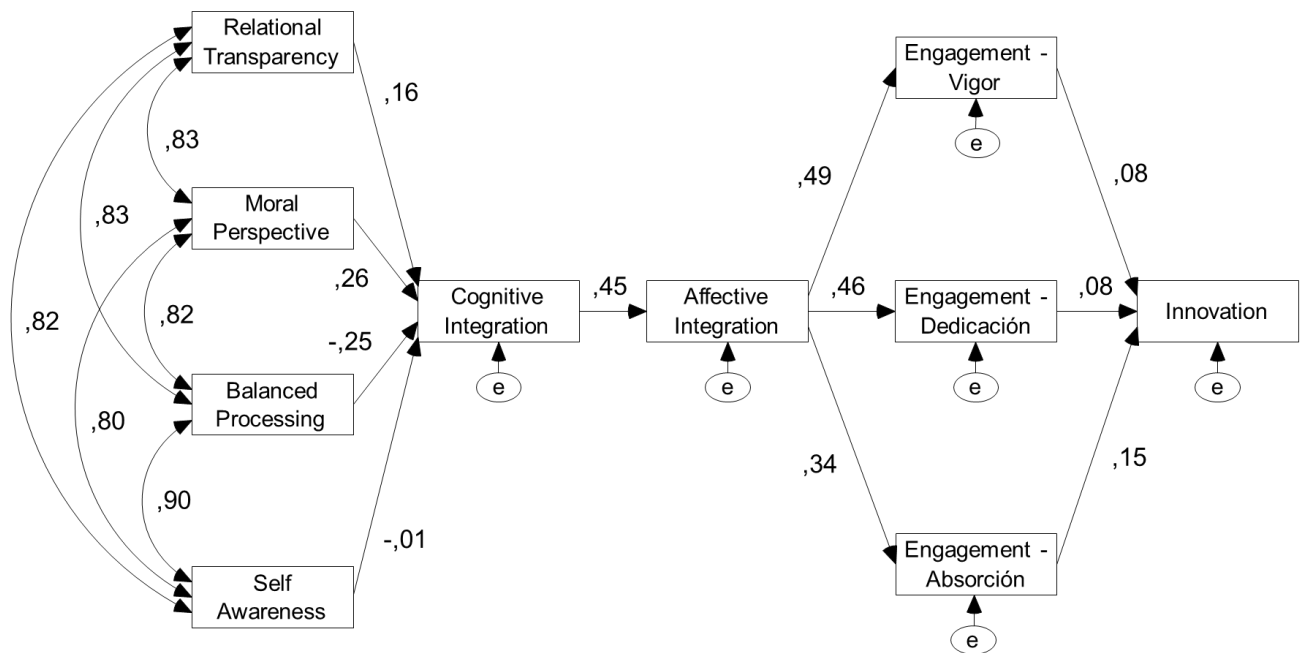 Relational
Transparency
Engagement -
Vigor
,16
,83
e
,49
,08
Moral
Perspective
,83
,26
Cognitive
Integration
,45
Affective
Integration
,46
Engagement -
Dedicación
,08
Innovation
,82
,82
-,25
e
e
e
e
Balanced
Processing
,80
,34
,15
,90
-,01
Engagement -
Absorción
Self
Awareness
e